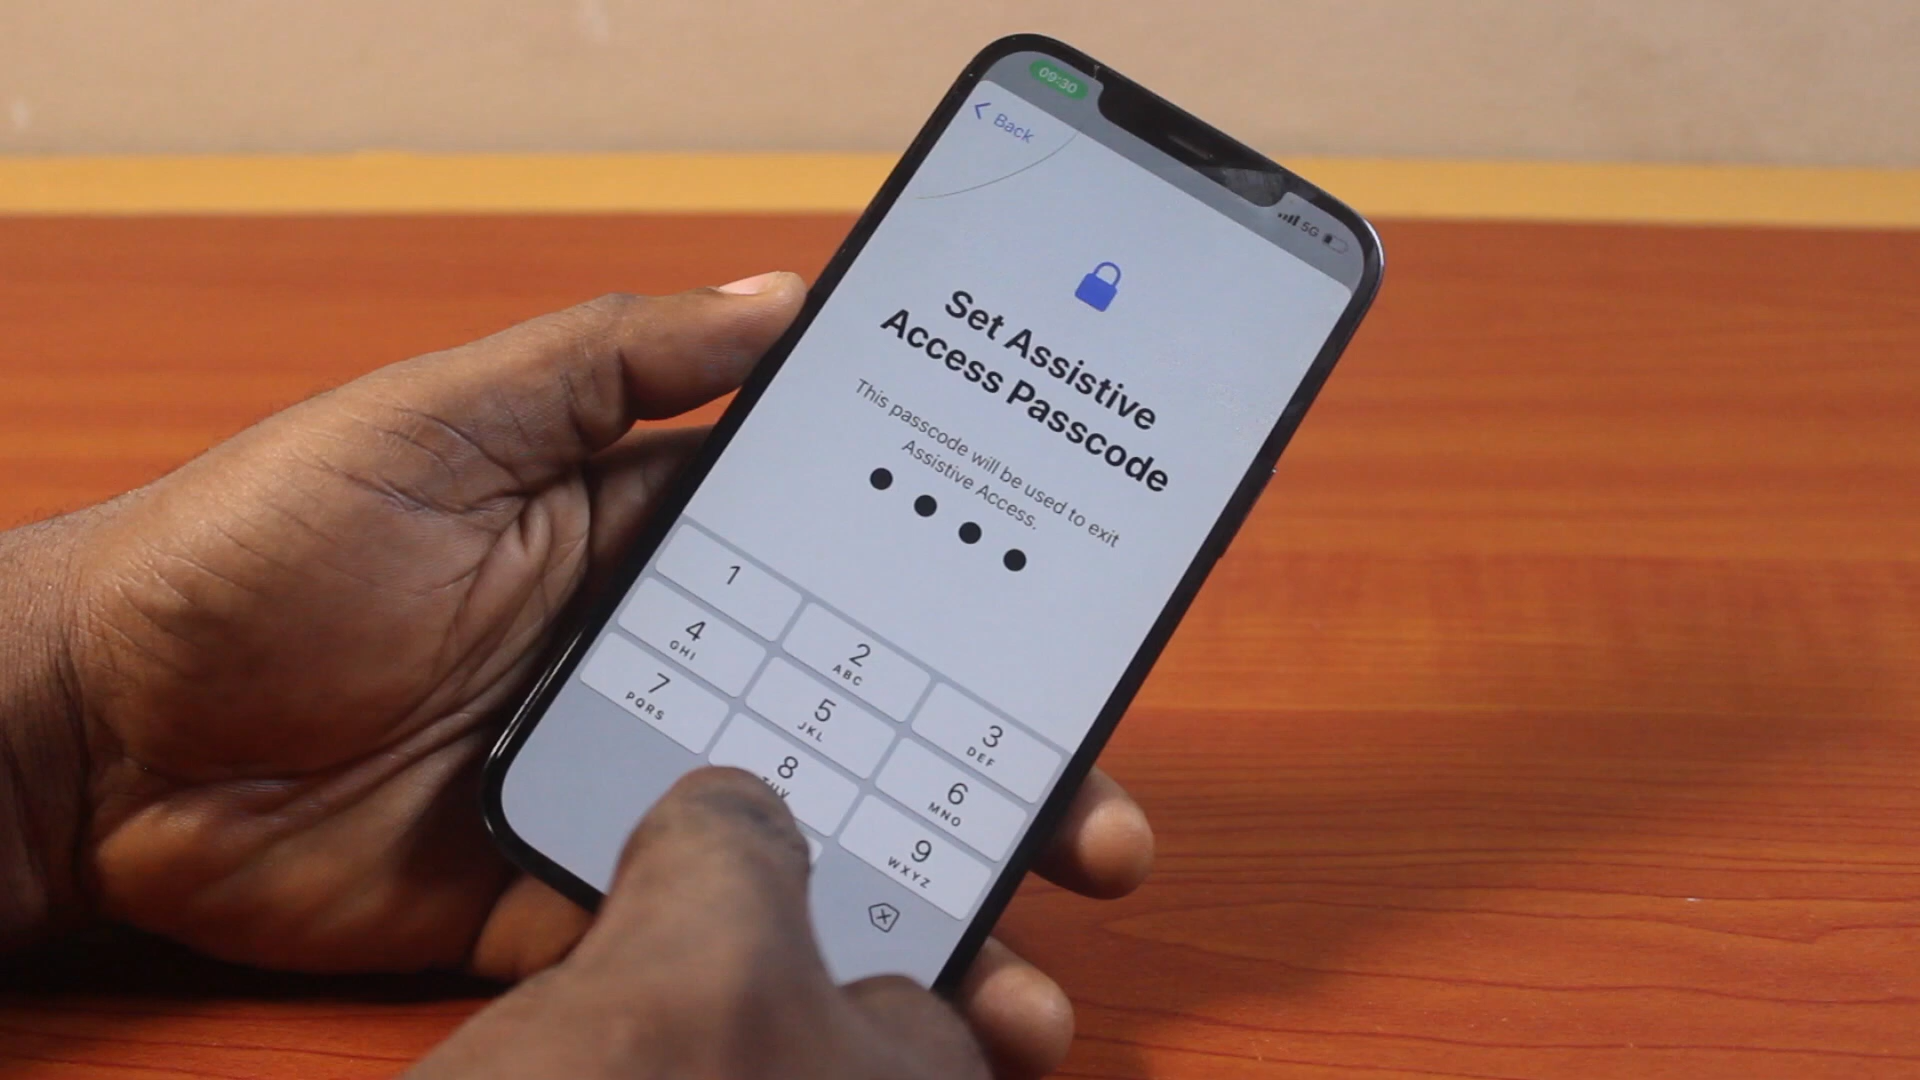 09:30
5G
Back
Set Assistive
Access Passcode
This passcode will be used to exit
Assistive Access.
1
2
ABC
3
DEF
4
GHI
5
JKL
6
MNO
7
PQRS
8
TUV
9
WXYZ